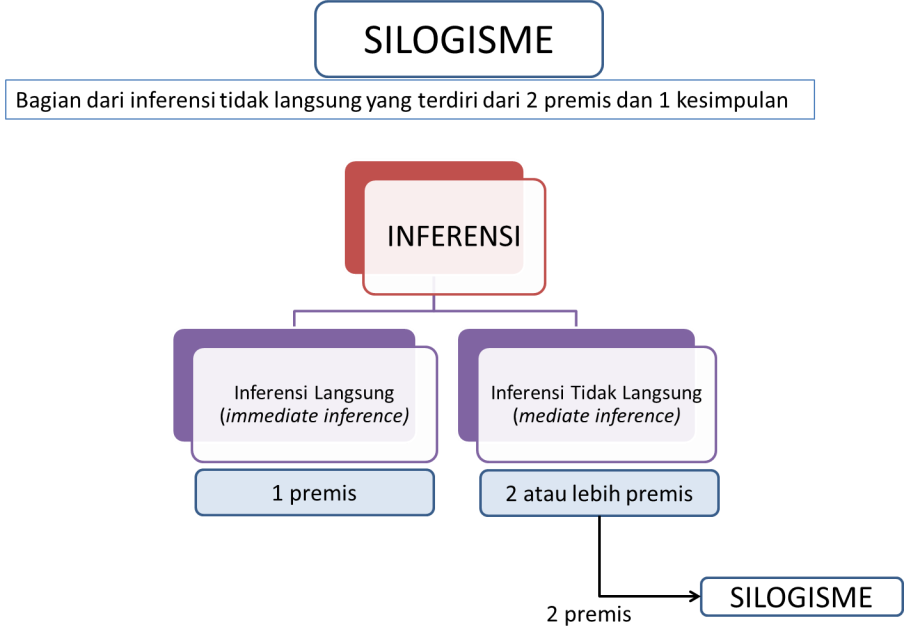 SILOGISME
Bagian dari inferensi tidak langsung yang terdiri dari 2 premis dan 1 kesimpulan
INFERENSI
Inferensi Langsung
(immediate inference)
1 premis
Inferensi Tidak Langsung
(mediate inference)
2 atau lebih premis
2 premis
SILOGISME